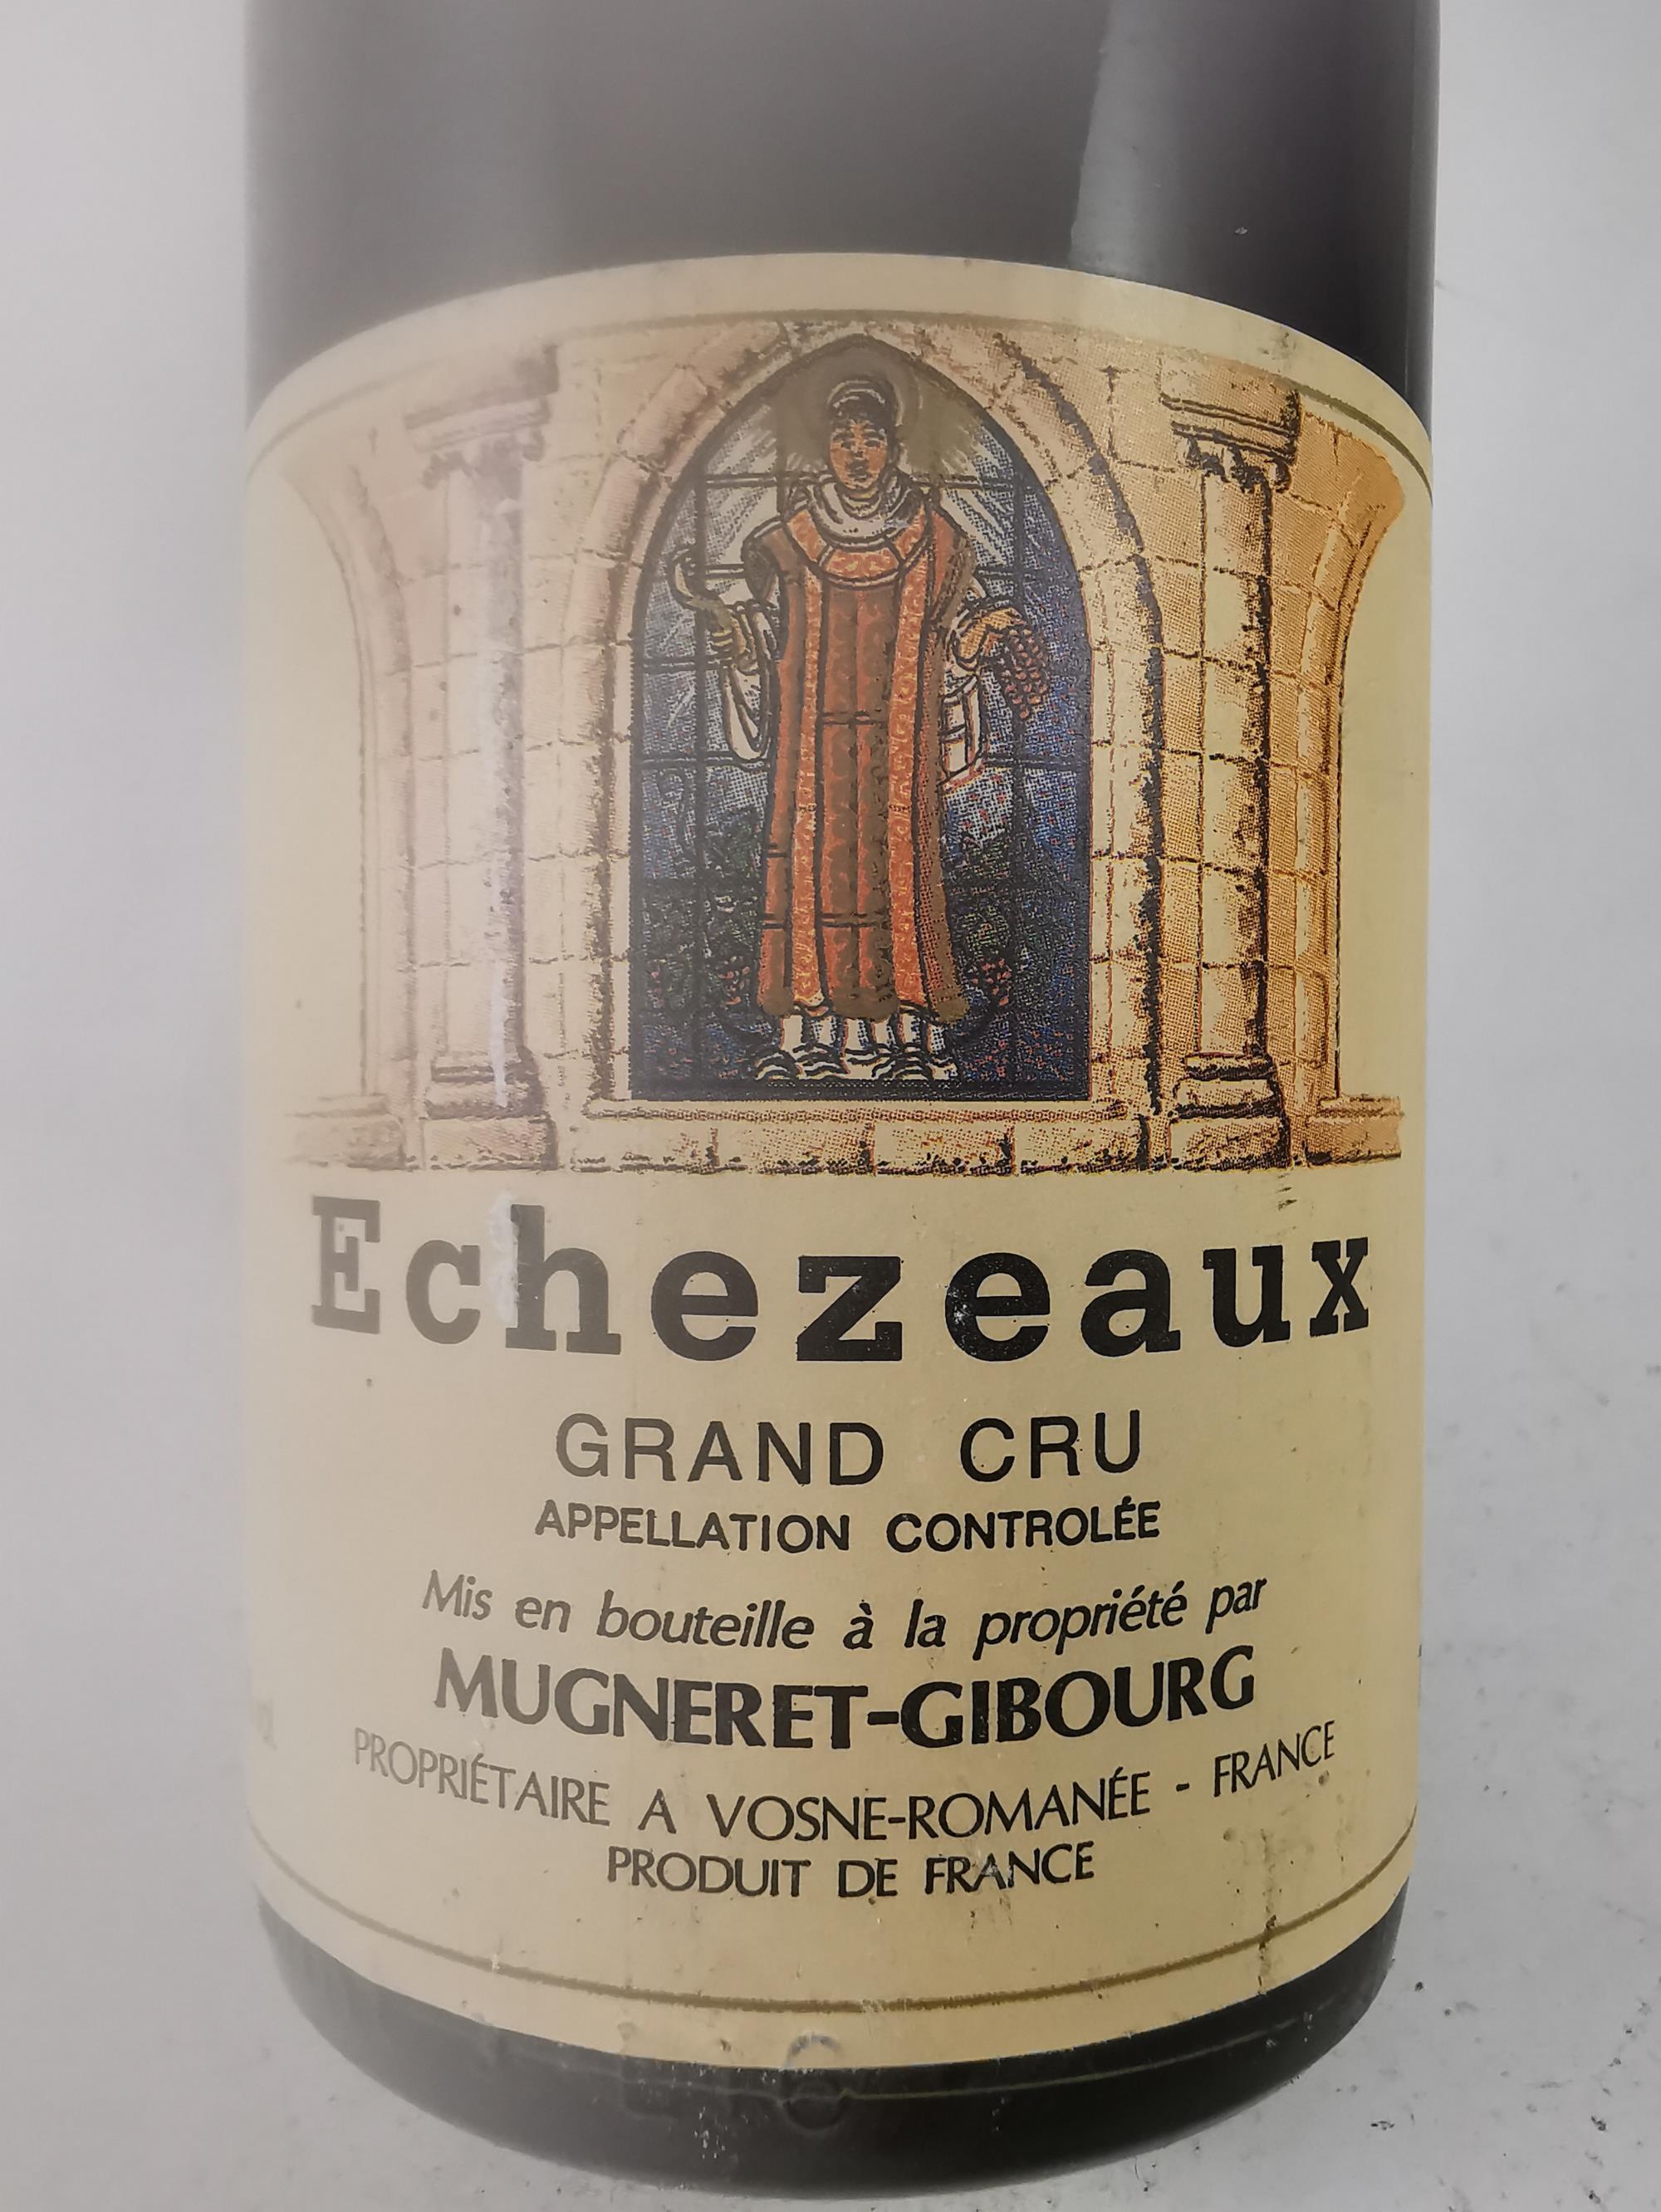 Echezeaux
GRAND CRU
APPELLATION CONTROLÉE
Mis en bouteille à la propriété par
MUGNERET-GIBOURG
PROPRIÉTAIRE A VOSNE-ROMANÉE - FRANCE
PRODUIT DE FRANCE